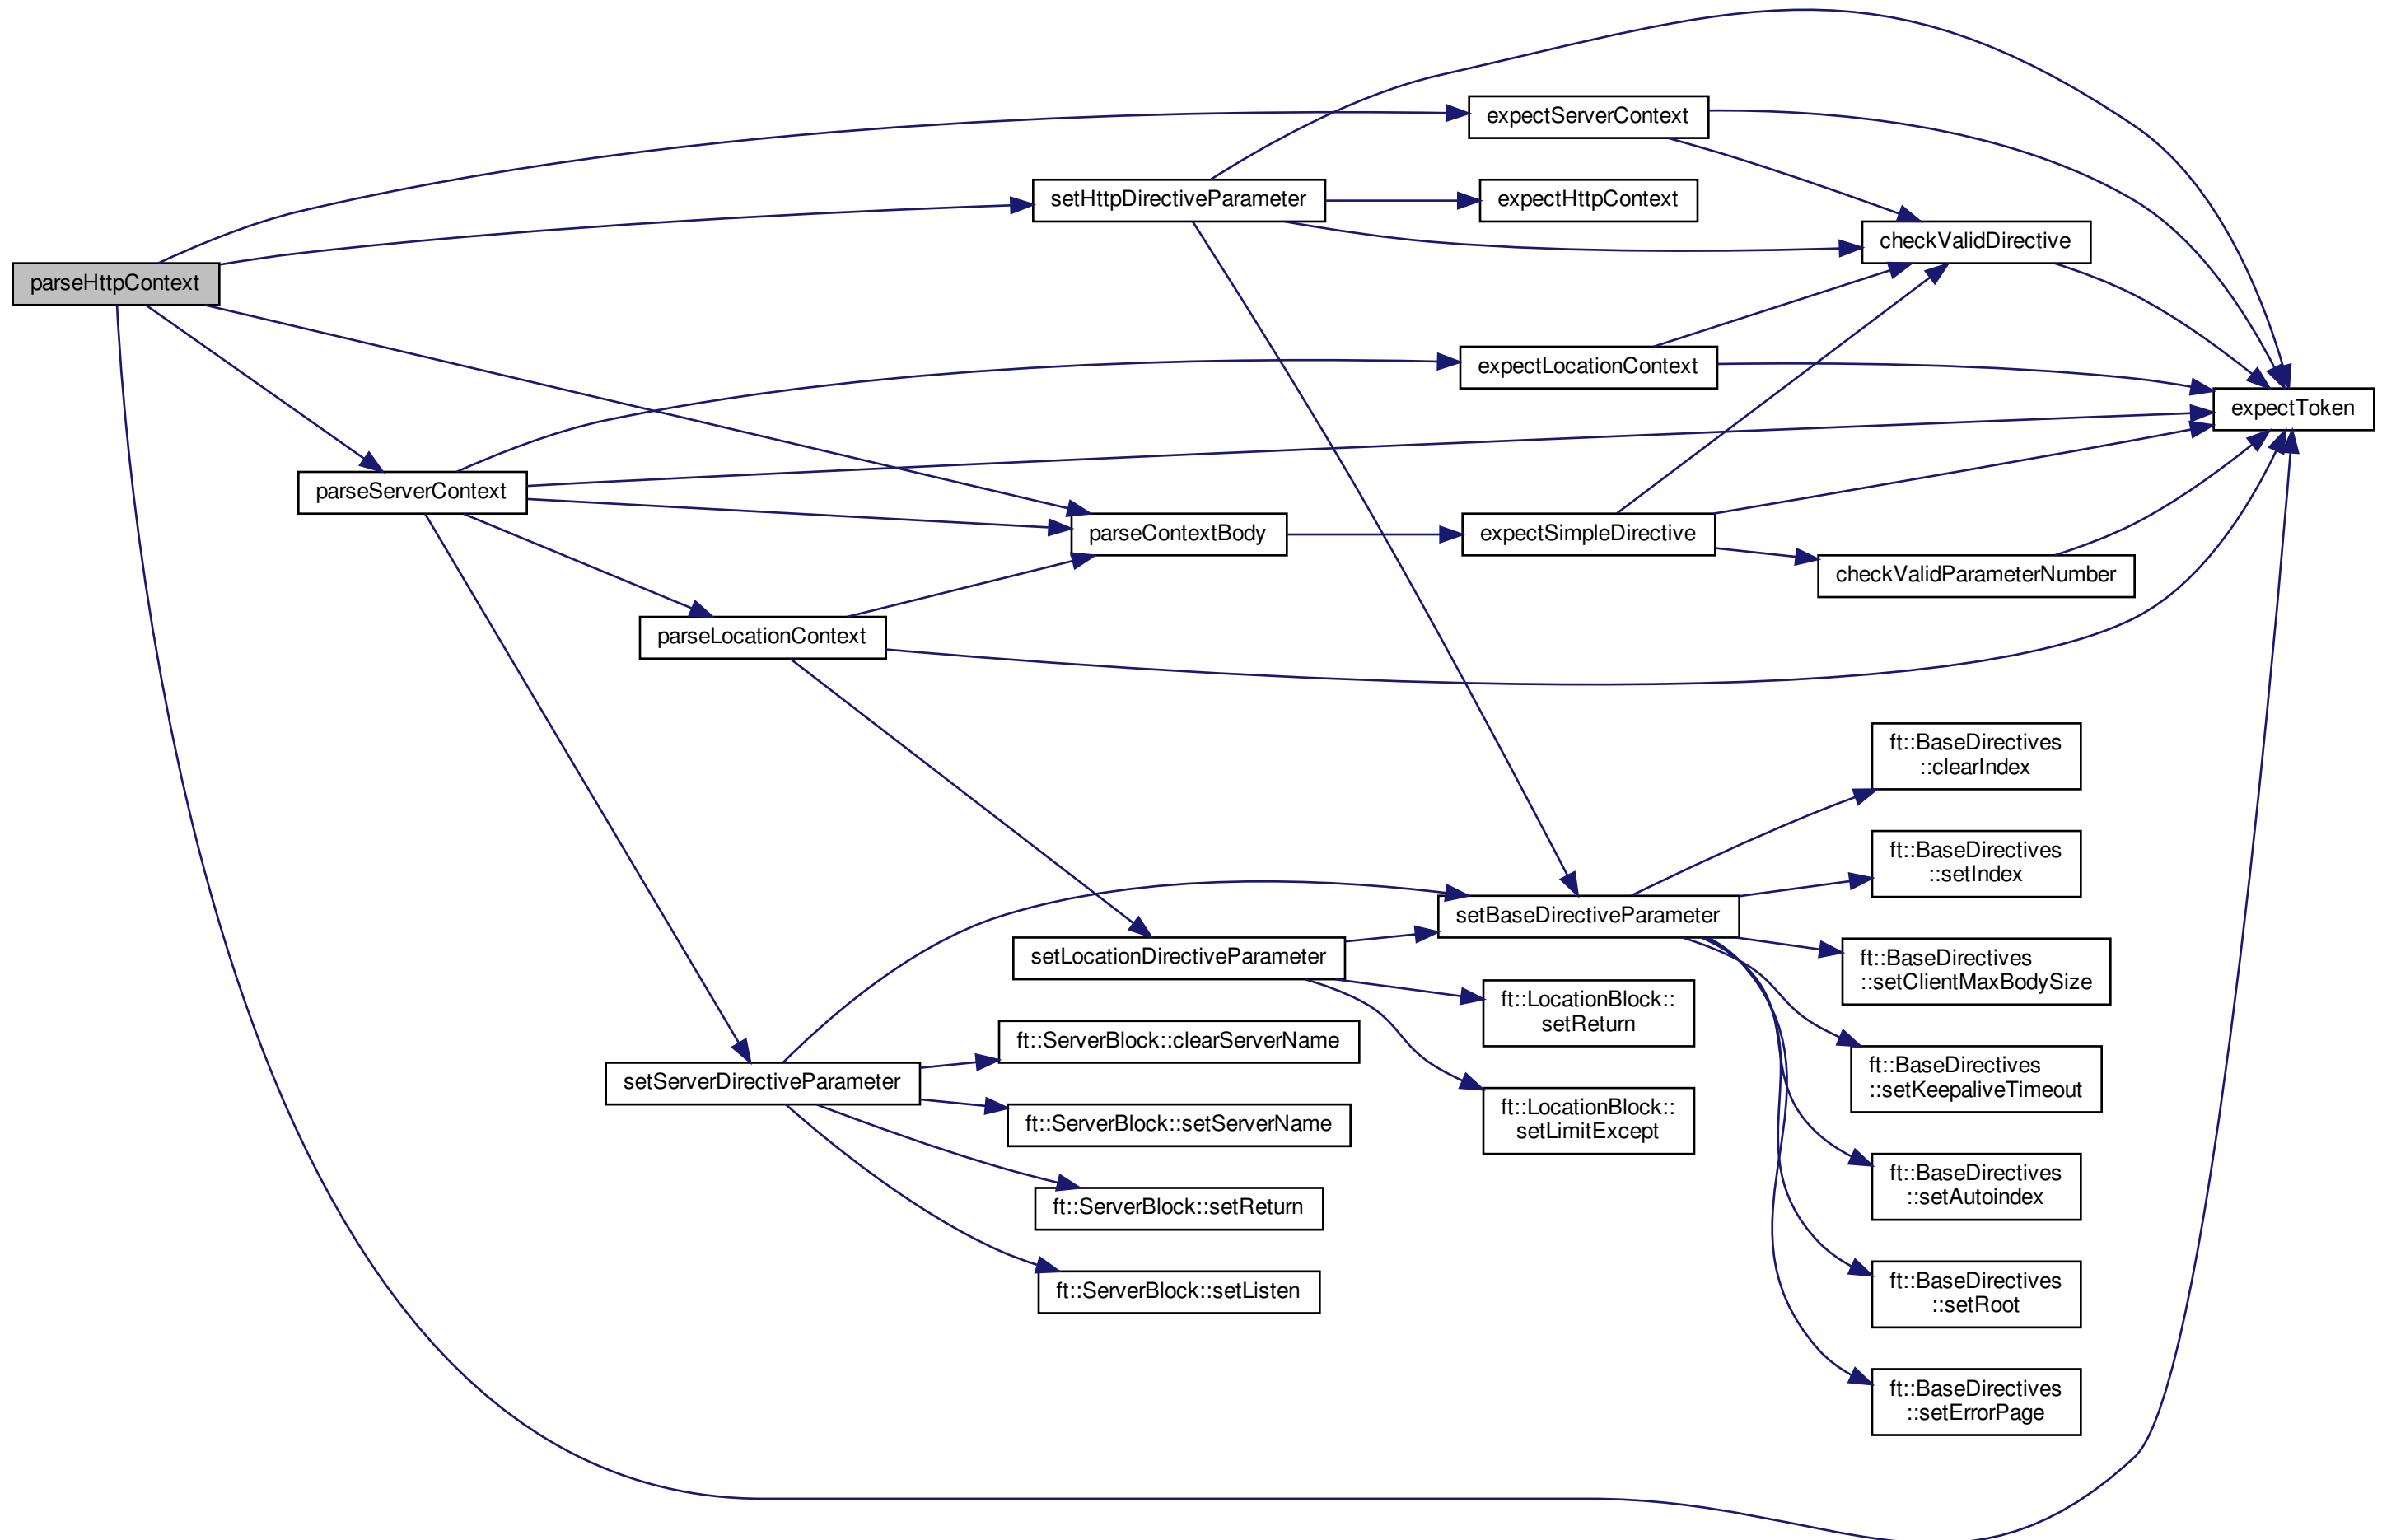 expectServerContext
setHttpDirectiveParameter
expectHttpContext
checkValidDirective
parseHttpContext
expectLocationContext
expectToken
parseServerContext
parseContextBody
expectSimpleDirective
checkValidParameterNumber
parseLocationContext
ft::BaseDirectives
::clearIndex
ft::BaseDirectives
::setIndex
setBaseDirectiveParameter
setLocationDirectiveParameter
ft::BaseDirectives
::setClientMaxBodySize
ft::LocationBlock::
setReturn
ft::ServerBlock::clearServerName
ft::BaseDirectives
::setKeepaliveTimeout
setServerDirectiveParameter
ft::LocationBlock::
setLimitExcept
ft::ServerBlock::setServerName
ft::BaseDirectives
::setAutoindex
ft::ServerBlock::setReturn
ft::BaseDirectives
::setRoot
ft::ServerBlock::setListen
ft::BaseDirectives
::setErrorPage